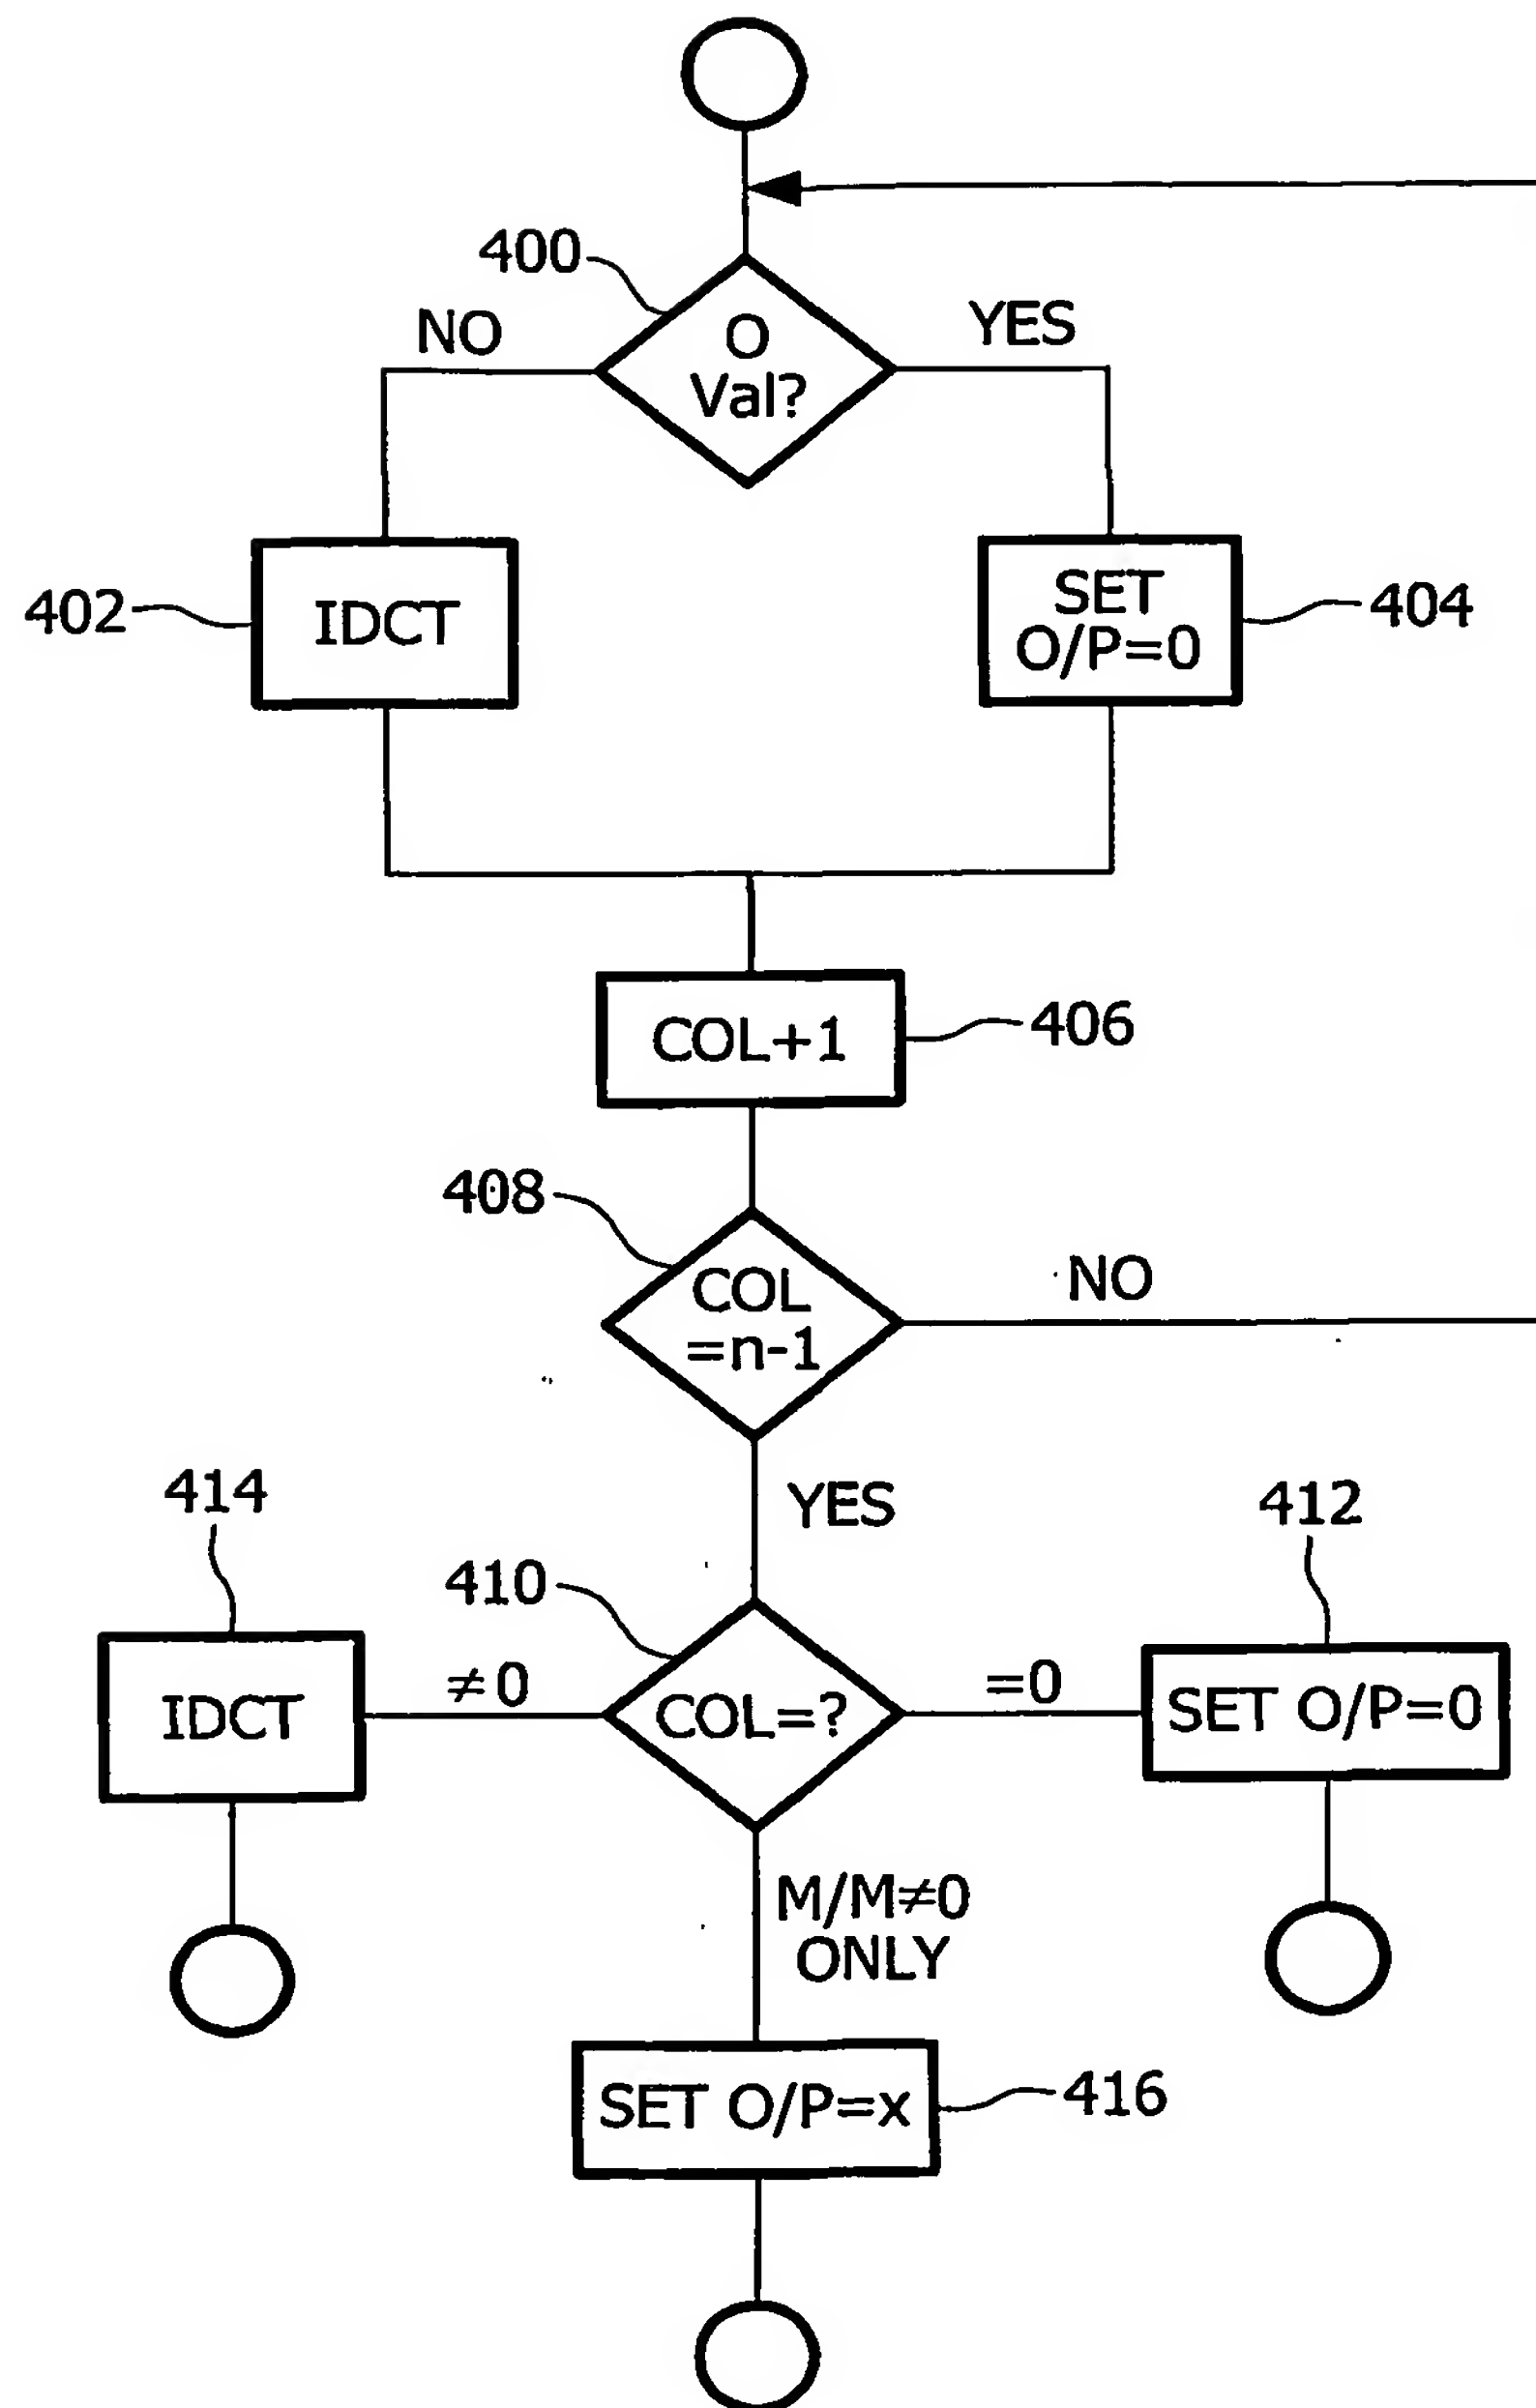 400
NO
YES
O
Val?
402
IDCT
SET
O/P=0
404
COL+1
406
408
COL
=n-1
NO
YES
414
412
410
IDCT
≠0
COL=?
=0
SET O/P=0
M/M≠0
ONLY
SET O/P=x
416